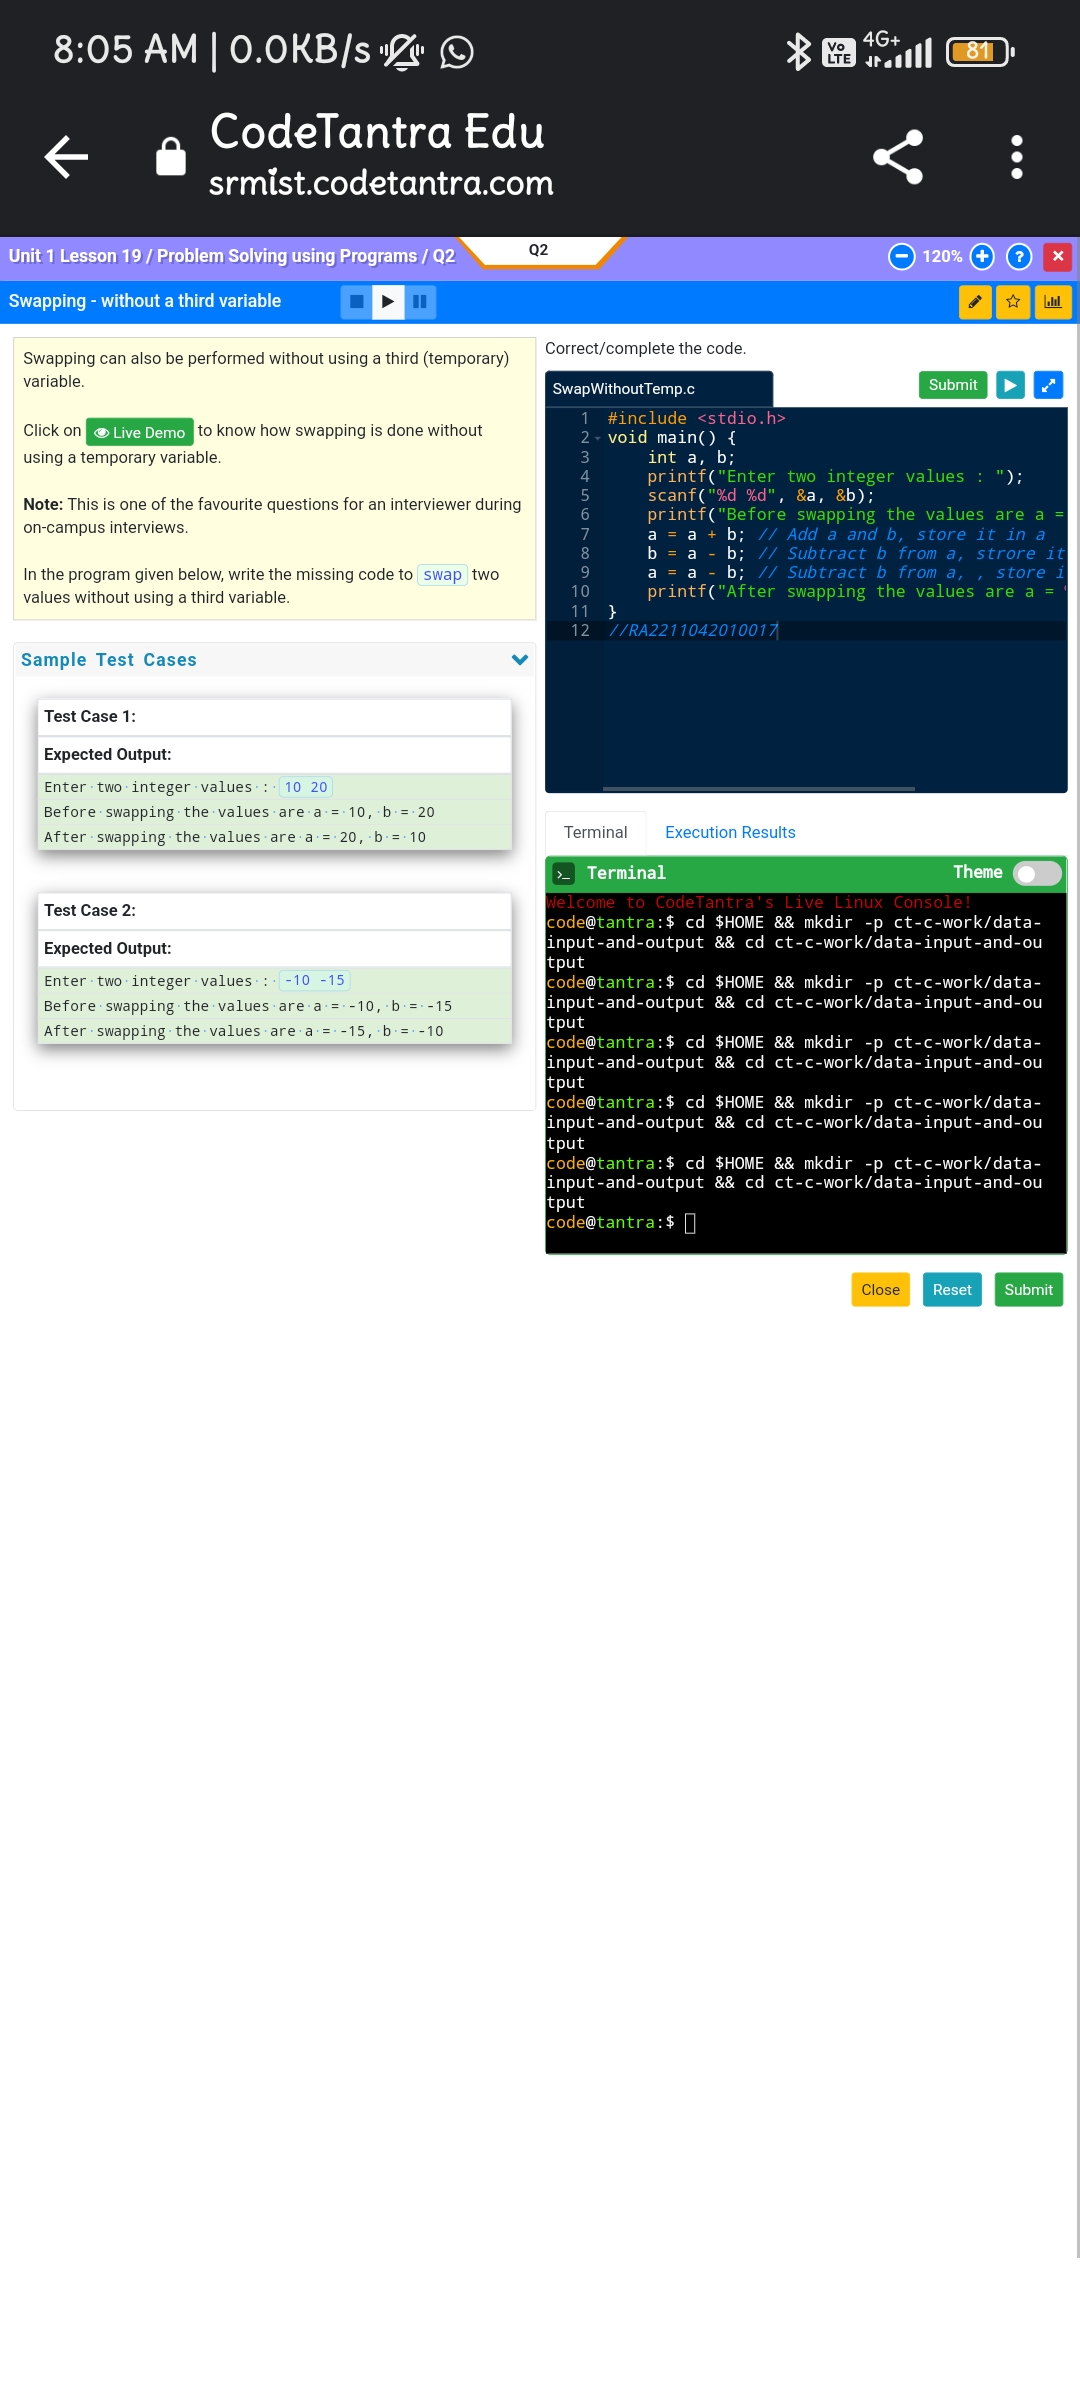 8:05 AM | 0.0KB/s
Vo LTE 4G+ 81
CodeTantra Edu
srmist.codetantra.com
Unit 1 Lesson 19 / Problem Solving using Programs / Q2
Q2
120%
Swapping - without a third variable
Swapping can also be performed without using a third (temporary)
variable.
Click on Live Demo to know how swapping is done without
using a temporary variable.
Note: This is one of the favourite questions for an interviewer during
on-campus interviews.
In the program given below, write the missing code to swap two
values without using a third variable.
Sample Test Cases
Test Case 1:
Expected Output:
Enter two integer values : 10 20
Before swapping the values are a = 10, b = 20
After swapping the values are a = 20, b = 10
Test Case 2:
Expected Output:
Enter two integer values : -10 -15
Before swapping the values are a = -10, b = -15
After swapping the values are a = -15, b = -10
Correct/complete the code.
SwapWithoutTemp.c
Submit
1 #include <stdio.h>
2 void main() {
3 int a, b;
4 printf("Enter two integer values : ");
5 scanf("%d %d", &a, &b);
6 printf("Before swapping the values are a =
7 a = a + b; // Add a and b, store it in a
8 b = a - b; // Subtract b from a, strore it
9 a = a - b; // Subtract b from a, , store i
10 printf("After swapping the values are a =
11 }
12 //RA2211042010017
Terminal
Execution Results
>_ Terminal
Theme
Welcome to CodeTantra's Live Linux Console!
code@tantra:$ cd $HOME && mkdir -p ct-c-work/data-
input-and-output && cd ct-c-work/data-input-and-ou
tput
code@tantra:$ cd $HOME && mkdir -p ct-c-work/data-
input-and-output && cd ct-c-work/data-input-and-ou
tput
code@tantra:$ cd $HOME && mkdir -p ct-c-work/data-
input-and-output && cd ct-c-work/data-input-and-ou
tput
code@tantra:$ cd $HOME && mkdir -p ct-c-work/data-
input-and-output && cd ct-c-work/data-input-and-ou
tput
code@tantra:$ cd $HOME && mkdir -p ct-c-work/data-
input-and-output && cd ct-c-work/data-input-and-ou
tput
code@tantra:$
Close
Reset
Submit